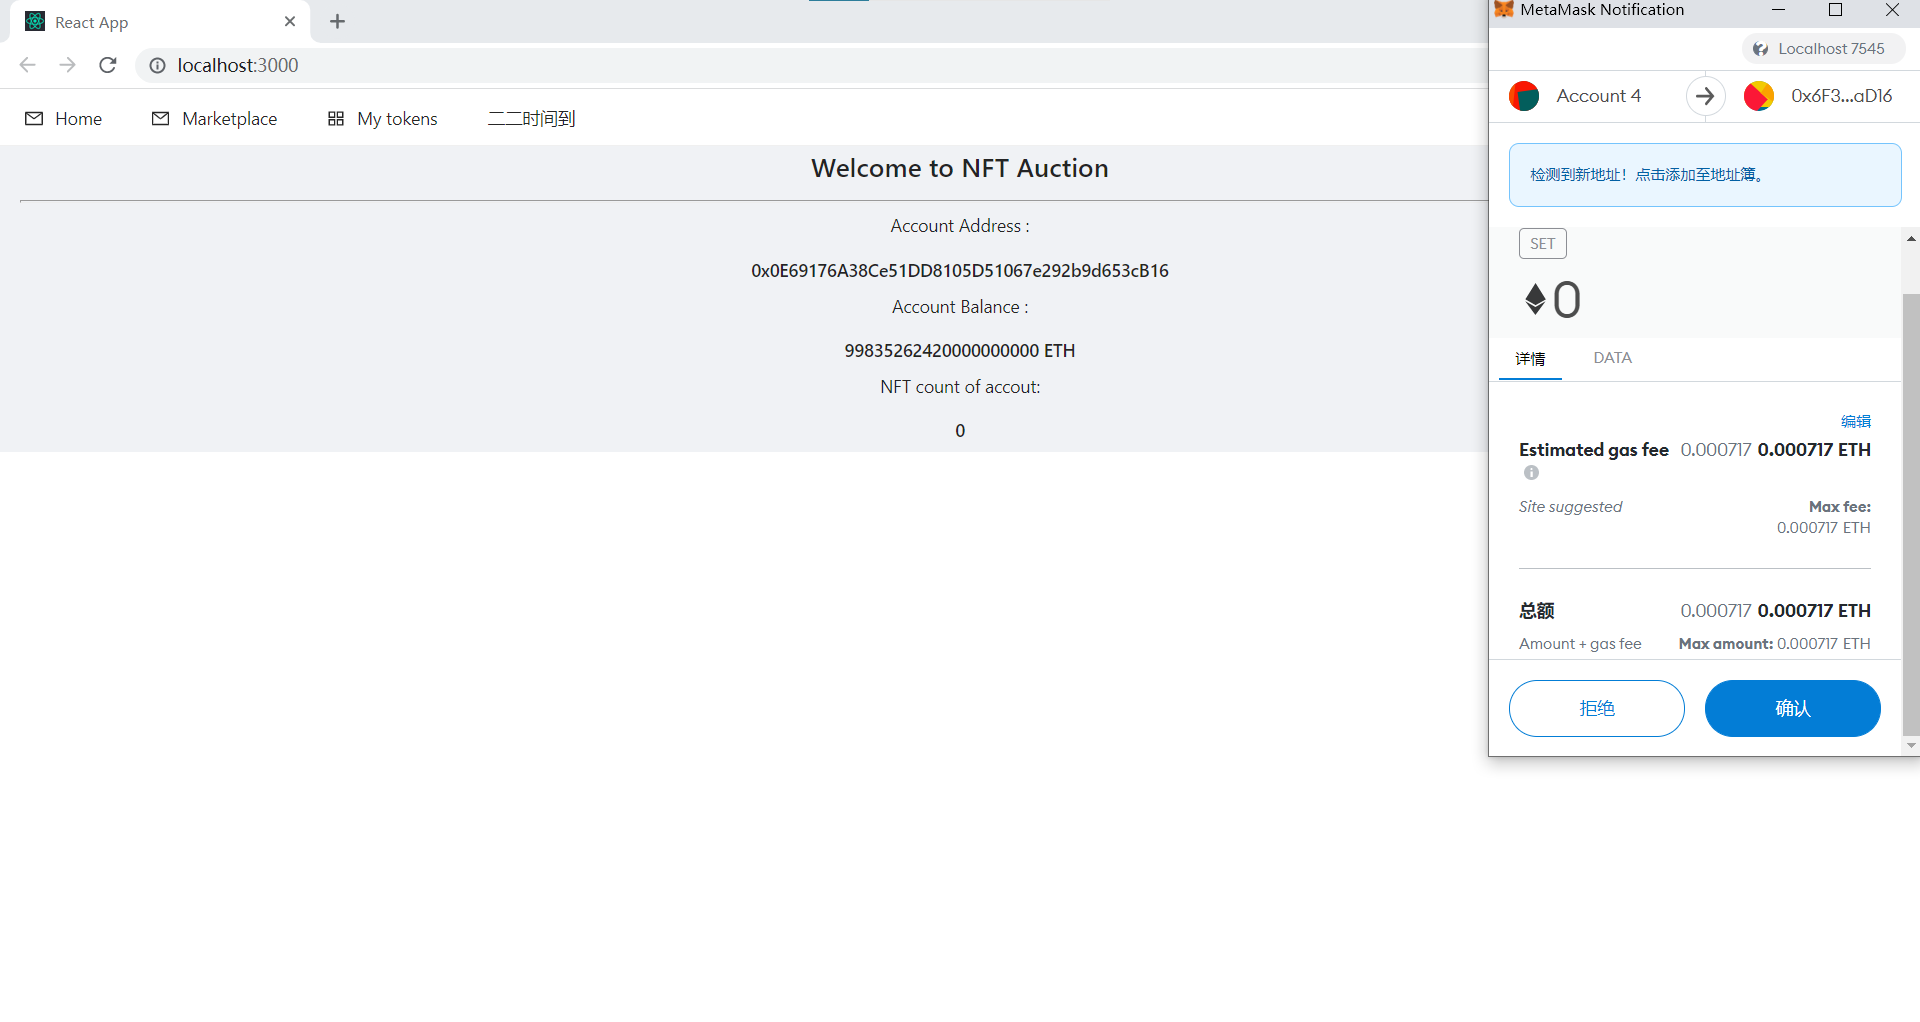 React App
localhost:3000
Home
Marketplace
My tokens
二二时间到
Welcome to NFT Auction
Account Address :
0x0E69176A38Ce51DD8105D51067e292b9d653cB16
Account Balance :
99835262420000000000 ETH
NFT count of accout:
0
MetaMask Notification
Localhost 7545
Account 4
0x6F3...aD16
检测到新地址！点击添加至地址簿。
SET
0
详情
DATA
编辑
Estimated gas fee 0.000717 0.000717 ETH
Site suggested
Max fee:
0.000717 ETH
总额 0.000717 0.000717 ETH
Amount + gas fee Max amount: 0.000717 ETH
拒绝
确认